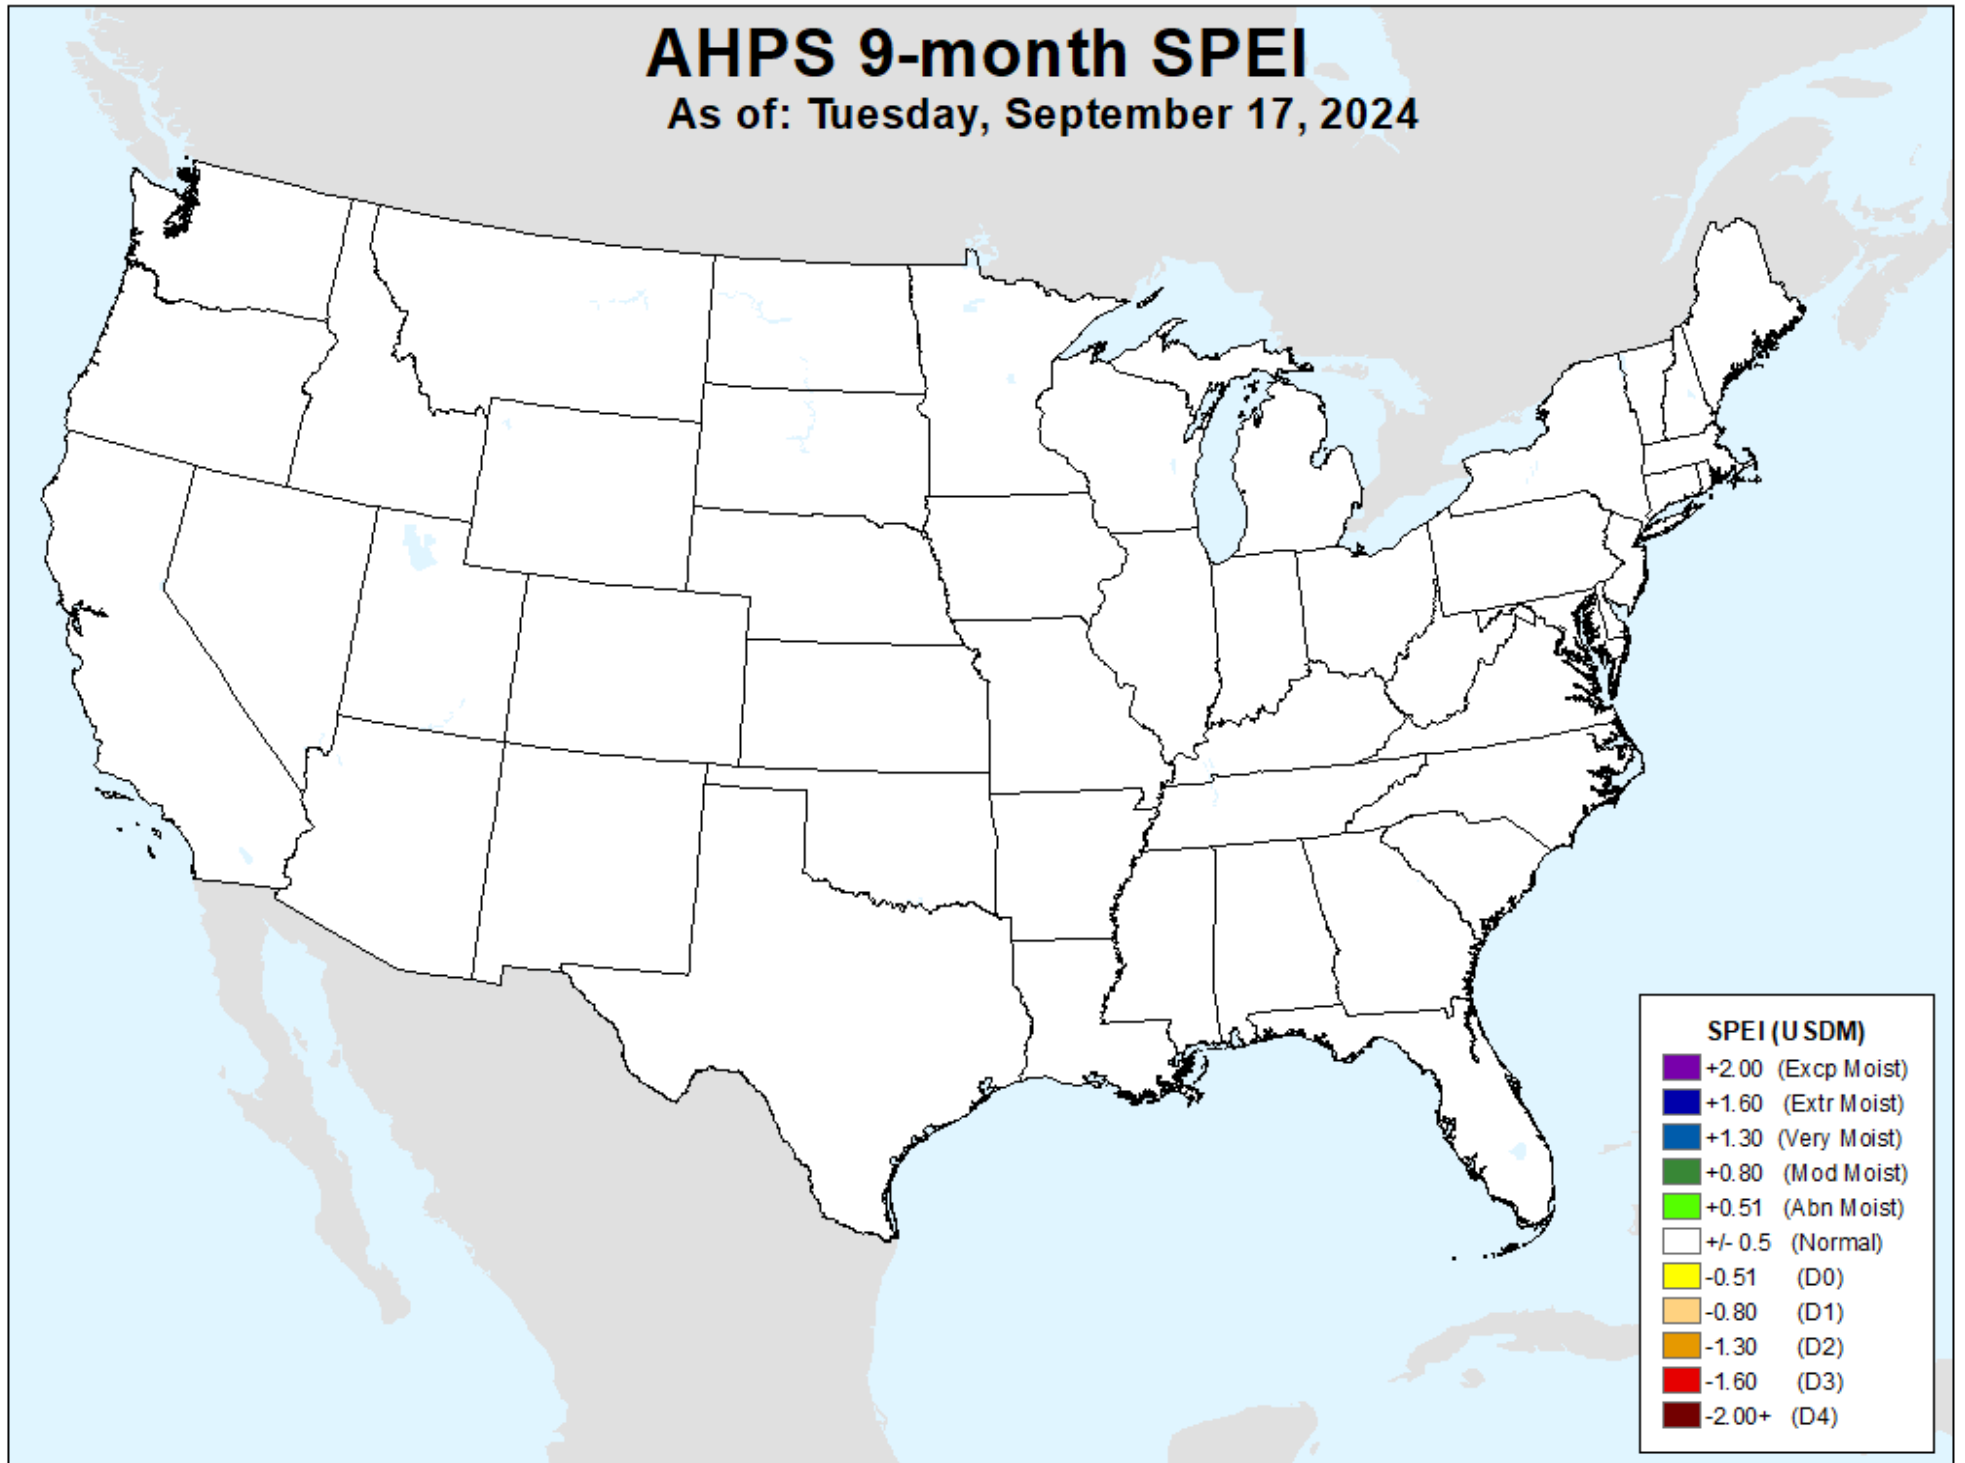 AHPS 9-month SPEI
As of: Tuesday, September 17, 2024
SPEI (USDM)
+2.00 (Excp Moist)
+1.60 (Extr Moist)
+1.30 (Very Moist)
+0.80 (Mod Moist)
+0.51 (Abn Moist)
+/- 0.5 (Normal)
-0.51 (D0)
-0.80 (D1)
-1.30 (D2)
-1.60 (D3)
-2.00+ (D4)